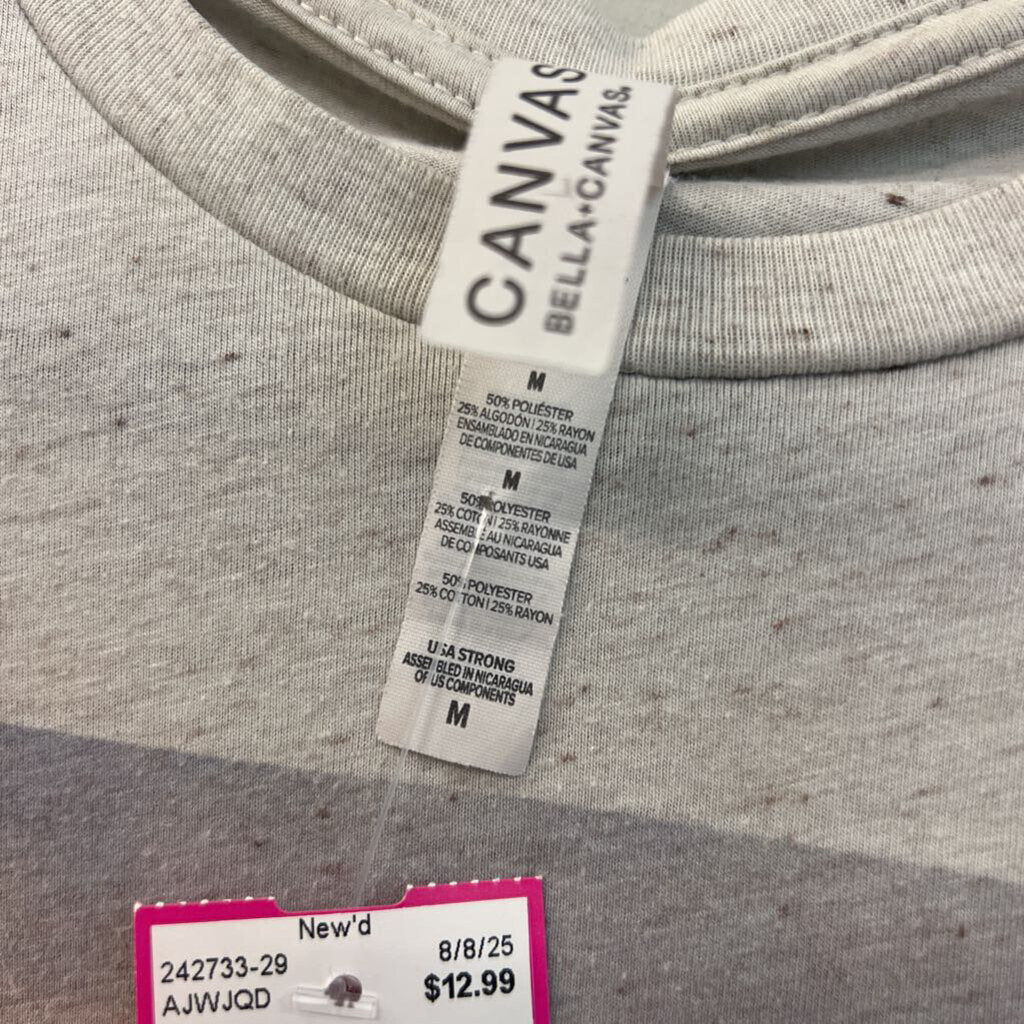 CANVAS
BELLA+CANVAS®
M
50% POLIÉSTER
25% ALGODÓN | 25% RAYON
ENSAMBLADO EN NICARAGUA
DE COMPONENTES DE USA
M
50% POLYESTER
25% COTON | 25% RAYONNE
ASSEMBLÉ AU NICARAGUA
DE COMPOSANTS USA
50% POLYESTER
25% COTTON | 25% RAYON
USA STRONG
ASSEMBLED IN NICARAGUA
OF US COMPONENTS
M
New'd
242733-29 8/8/25
AJWJQD $12.99